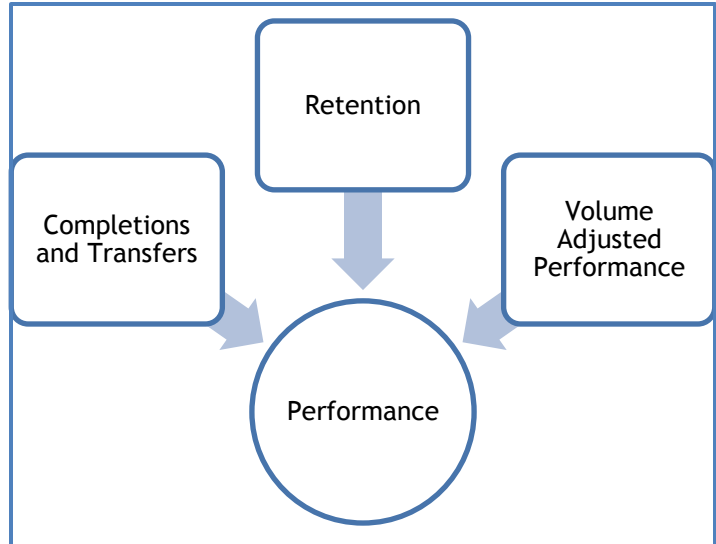 Retention
Completions
and Transfers
Volume
Adjusted
Performance
Performance